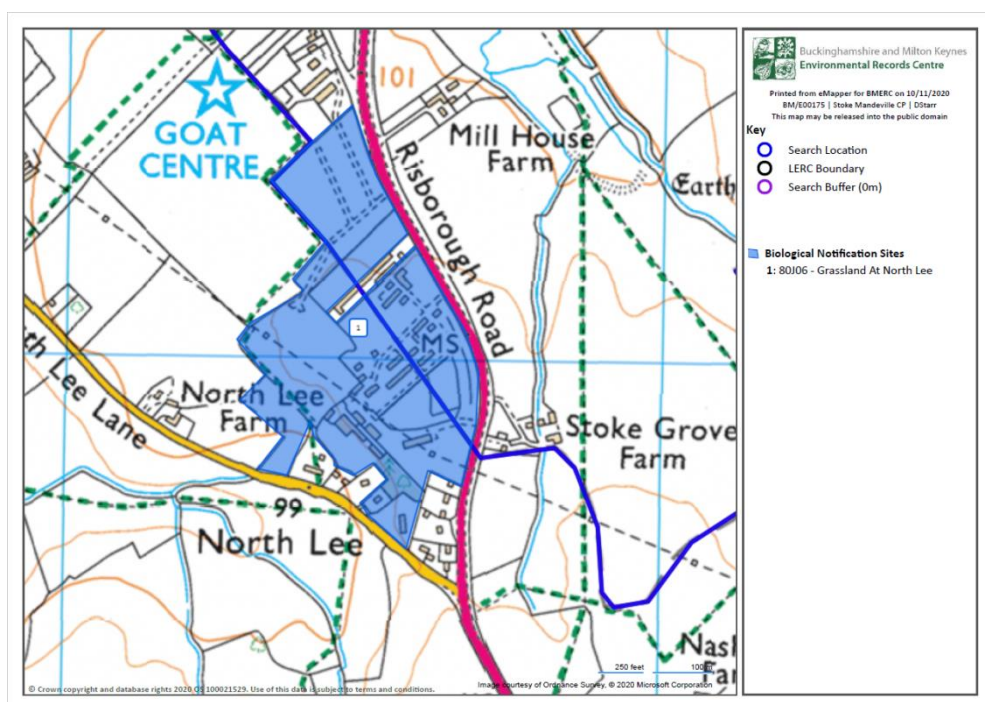 101
GOAT
CENTRE
Mill House
Farm
Earth
Risborough Road
1
MS
North Lee
Farm
th Lee Lane
Stoke Grove
Farm
99
North Lee
Nash
Far
250 feet
100m
© Crown copyright and database rights 2020 OS 100021529. Use of this data is subject to terms and conditions.
Image courtesy of Ordnance Survey, © 2020 Microsoft Corporation
Buckinghamshire and Milton Keynes
Environmental Records Centre
Printed from eMapper for BMERC on 10/11/2020
BM/E00175 | Stoke Mandeville CP | DStarr
This map may be released into the public domain
Key
Search Location
LERC Boundary
Search Buffer (0m)
Biological Notification Sites
1: 80J06 - Grassland At North Lee